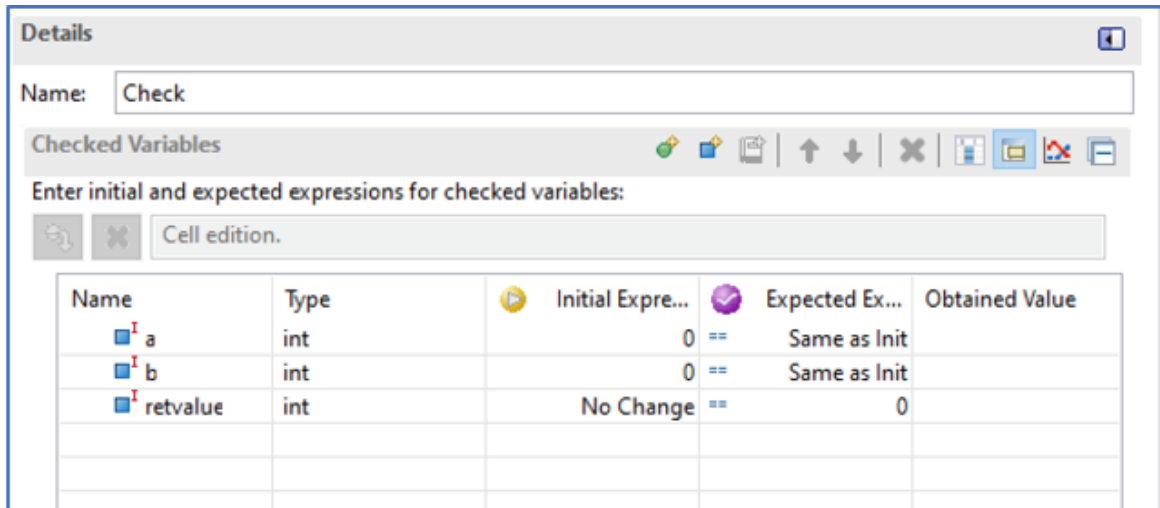 Details
Name: Check
Checked Variables
Enter initial and expected expressions for checked variables:
Cell edition.
Name Type Initial Expre... Expected Ex... Obtained Value
I a int 0 == Same as Init
I b int 0 == Same as Init
I retvalue int No Change == 0